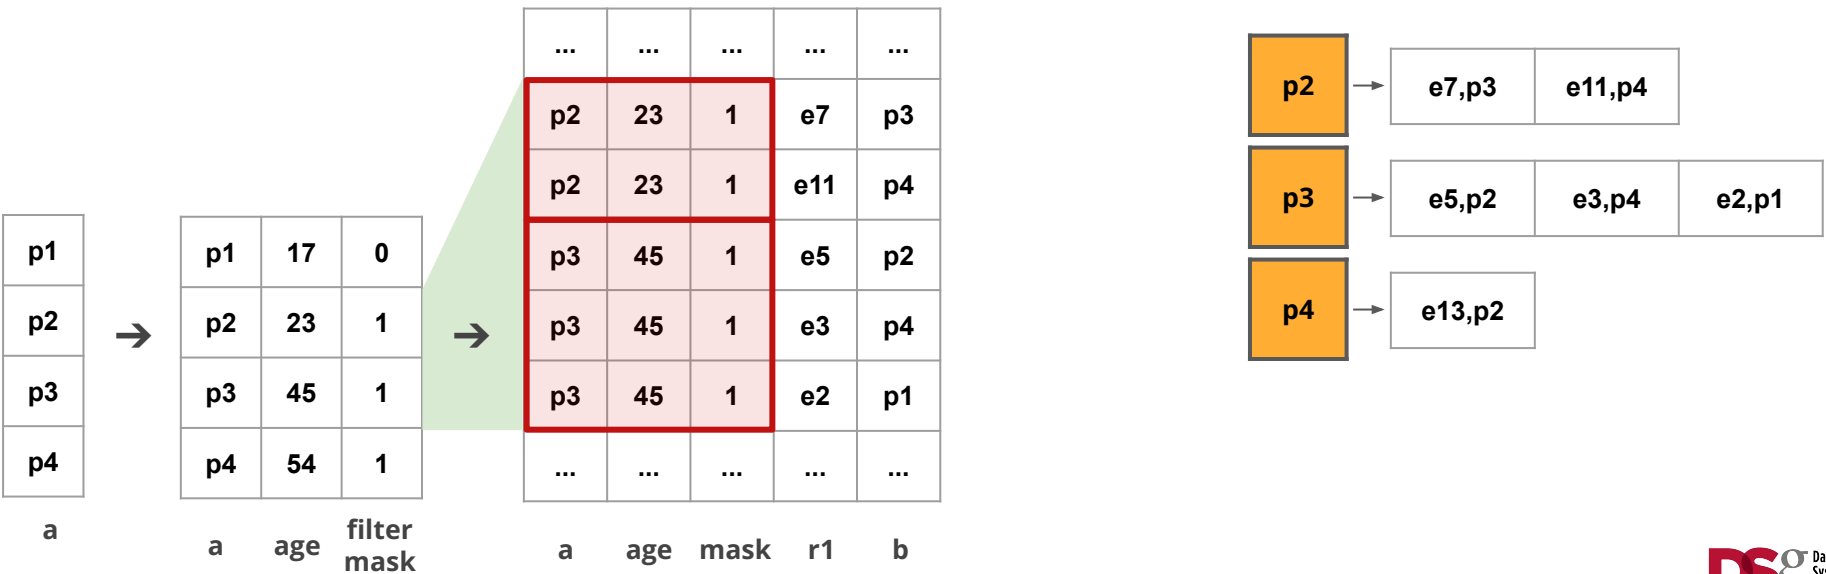 p1
p2
p3
p4
a
p1 17 0
p2 23 1
p3 45 1
p4 54 1
a age filter mask
... ... ... ... ...
p2 23 1 e7 p3
p2 23 1 e11 p4
p3 45 1 e5 p2
p3 45 1 e3 p4
p3 45 1 e2 p1
... ... ... ... ...
a age mask r1 b
p2 e7,p3 e11,p4
p3 e5,p2 e3,p4 e2,p1
p4 e13,p2
DSg